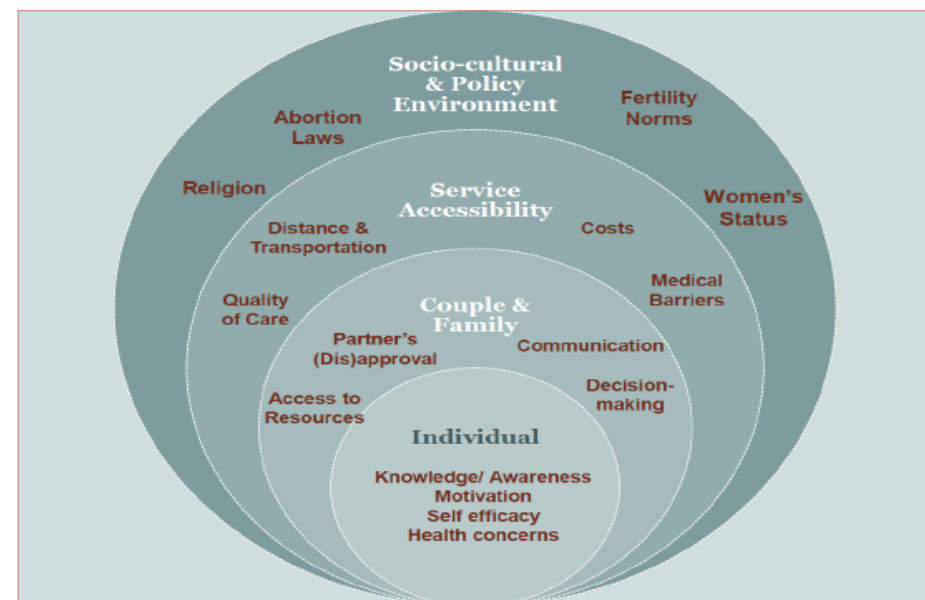 Socio-cultural
& Policy
Environment
Abortion
Laws
Fertility
Norms
Religion
Women's
Status
Service
Accessibility
Distance &
Transportation
Costs
Quality
of Care
Medical
Barriers
Couple &
Family
Partner's
(Dis)approval
Communication
Access to
Resources
Decision-
making
Individual
Knowledge/ Awareness
Motivation
Self efficacy
Health concerns